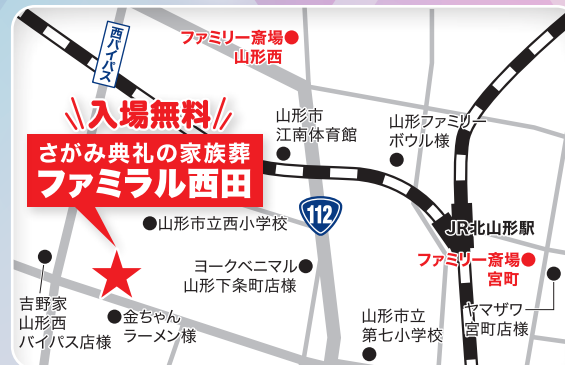 西バイパス
ファミリー斎場
山形西
入場無料
さがみ典礼の家族葬
ファミラル西田
山形市
江南体育館
山形ファミリー
ボウル様
山形市立西小学校
112
JR北山形駅
ファミリー斎場
宮町
ヨークベニマル
山形下条町店様
吉野家
山形西
バイパス店様
金ちゃん
ラーメン様
山形市立
第七小学校
ヤマザワ
宮町店様